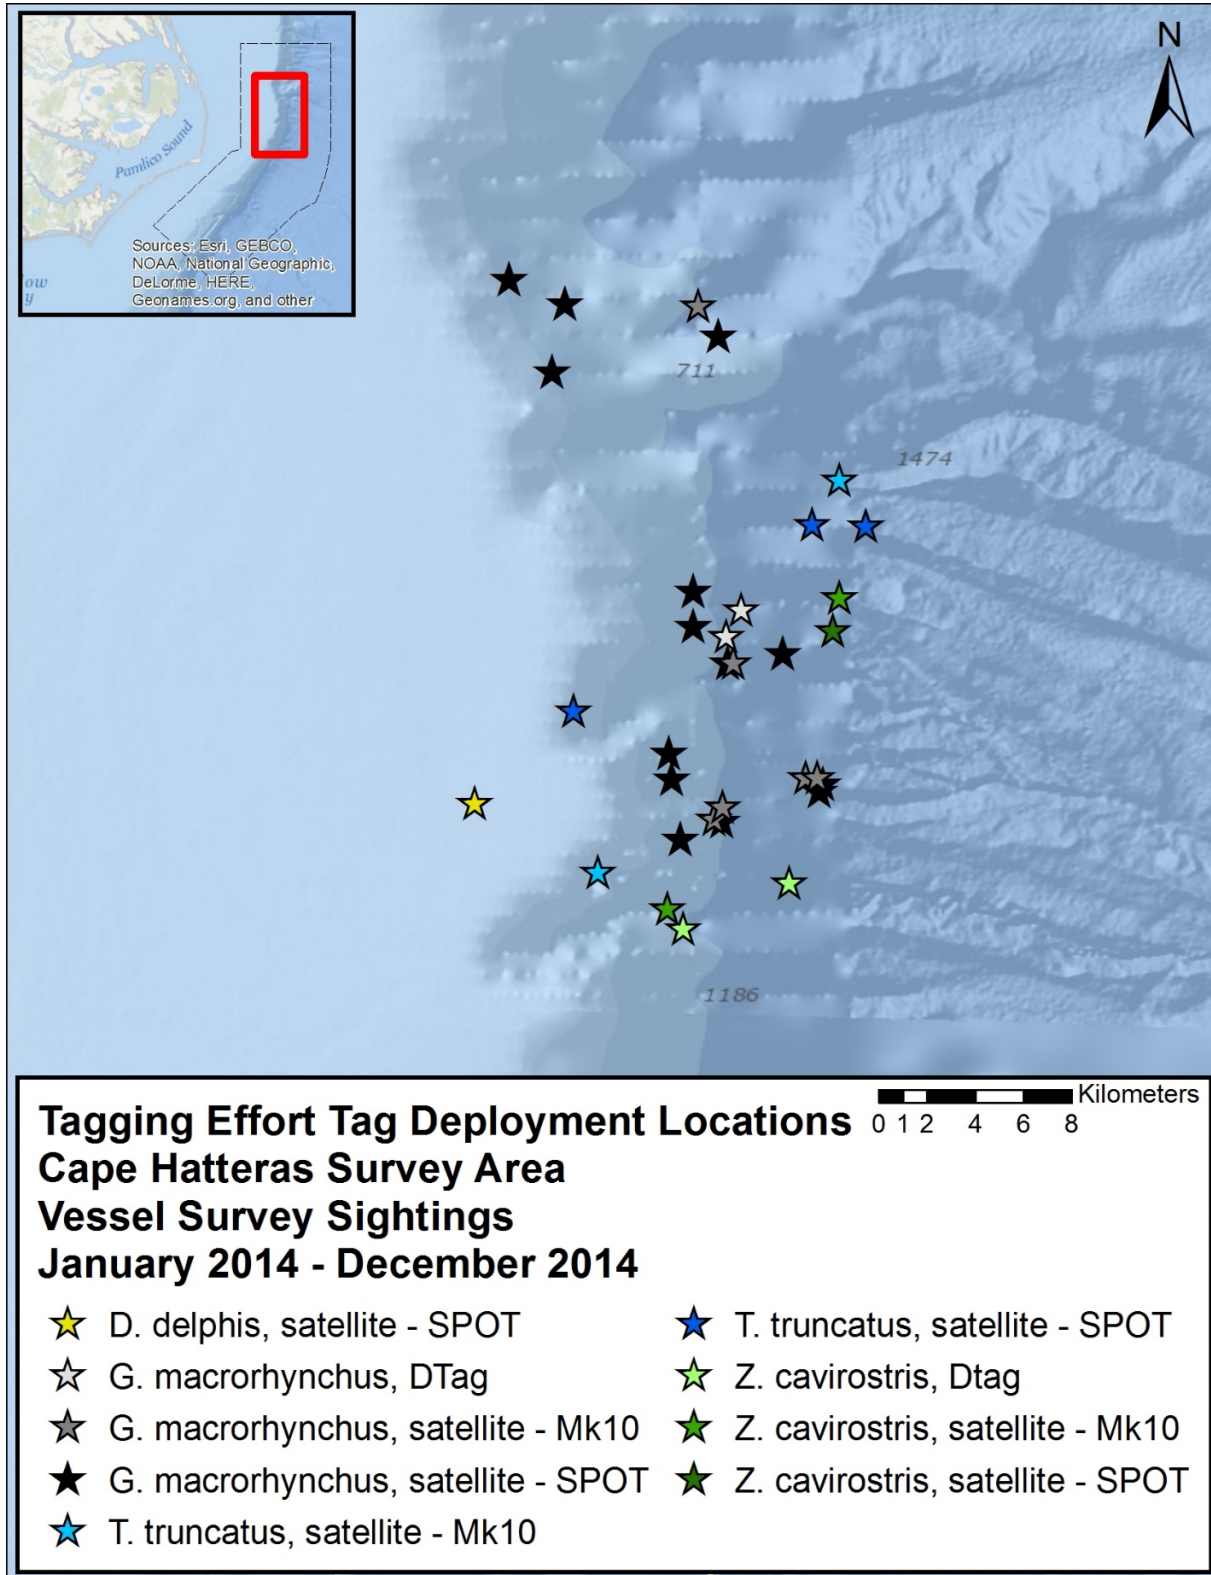 N
Pamlico Sound
Sources: Esri, GEBCO,
NOAA, National Geographic,
DeLorme, HERE,
Geonames.org, and other
ow
y
711
1474
1186
Tagging Effort Tag Deployment Locations
Cape Hatteras Survey Area
Vessel Survey Sightings
January 2014 - December 2014
Kilometers
0 1 2 4 6 8
D. delphis, satellite - SPOT
G. macrorhynchus, DTag
G. macrorhynchus, satellite - Mk10
G. macrorhynchus, satellite - SPOT
T. truncatus, satellite - Mk10
T. truncatus, satellite - SPOT
Z. cavirostris, Dtag
Z. cavirostris, satellite - Mk10
Z. cavirostris, satellite - SPOT